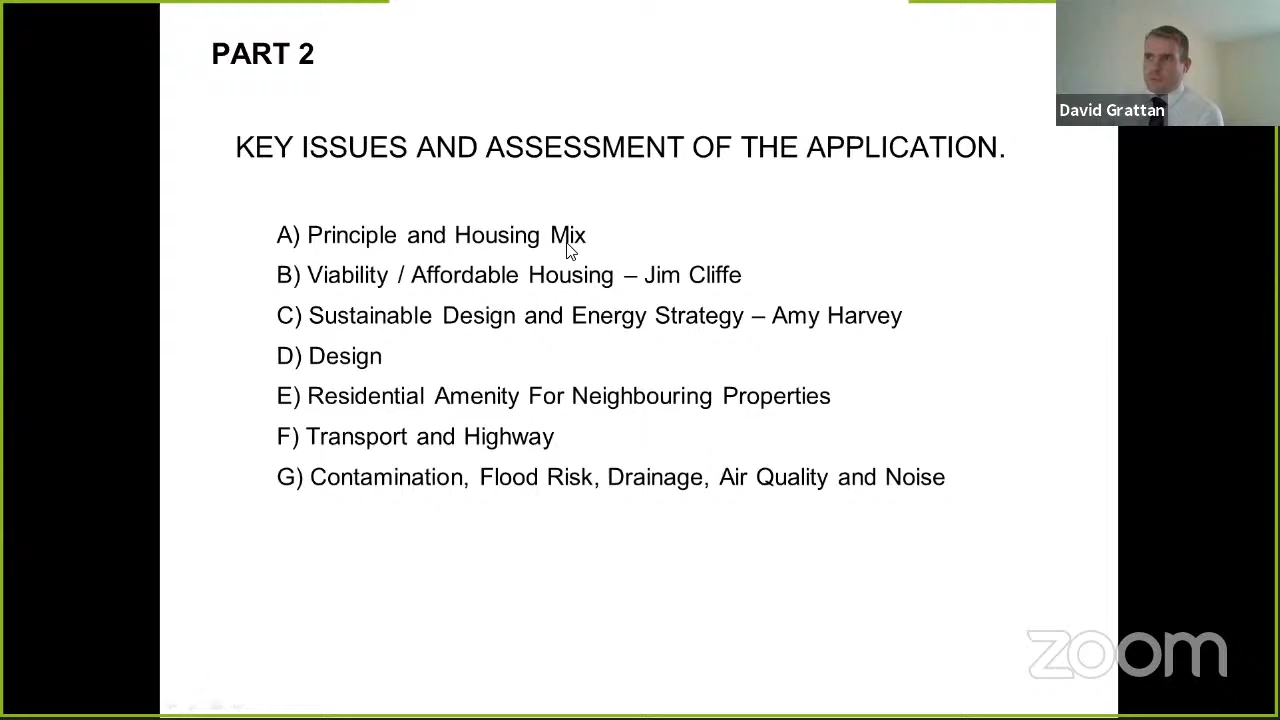 PART 2
David Grattan
KEY ISSUES AND ASSESSMENT OF THE APPLICATION.
A) Principle and Housing Mix
B) Viability / Affordable Housing – Jim Cliffe
C) Sustainable Design and Energy Strategy – Amy Harvey
D) Design
E) Residential Amenity For Neighbouring Properties
F) Transport and Highway
G) Contamination, Flood Risk, Drainage, Air Quality and Noise
zoom